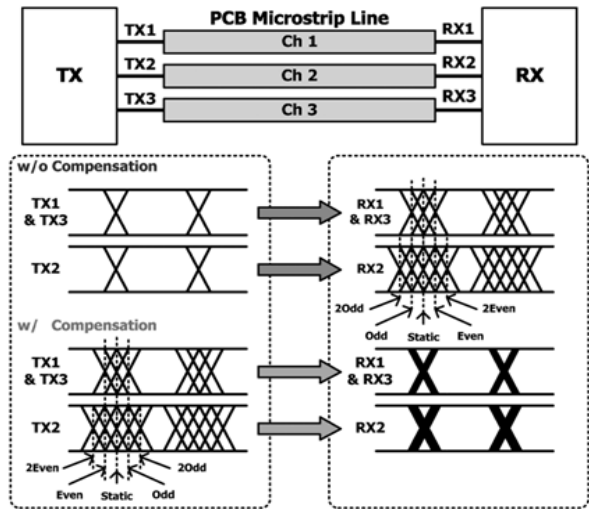 PCB Microstrip Line
TX
TX1
Ch 1
RX1
RX
TX2
Ch 2
RX2
TX3
Ch 3
RX3
w/o Compensation
TX1
& TX3
RX1
& RX3
TX2
RX2
2Odd
2Even
Odd
Static
Even
w/ Compensation
TX1
& TX3
RX1
& RX3
TX2
RX2
2Even
2Odd
Even
Static
Odd